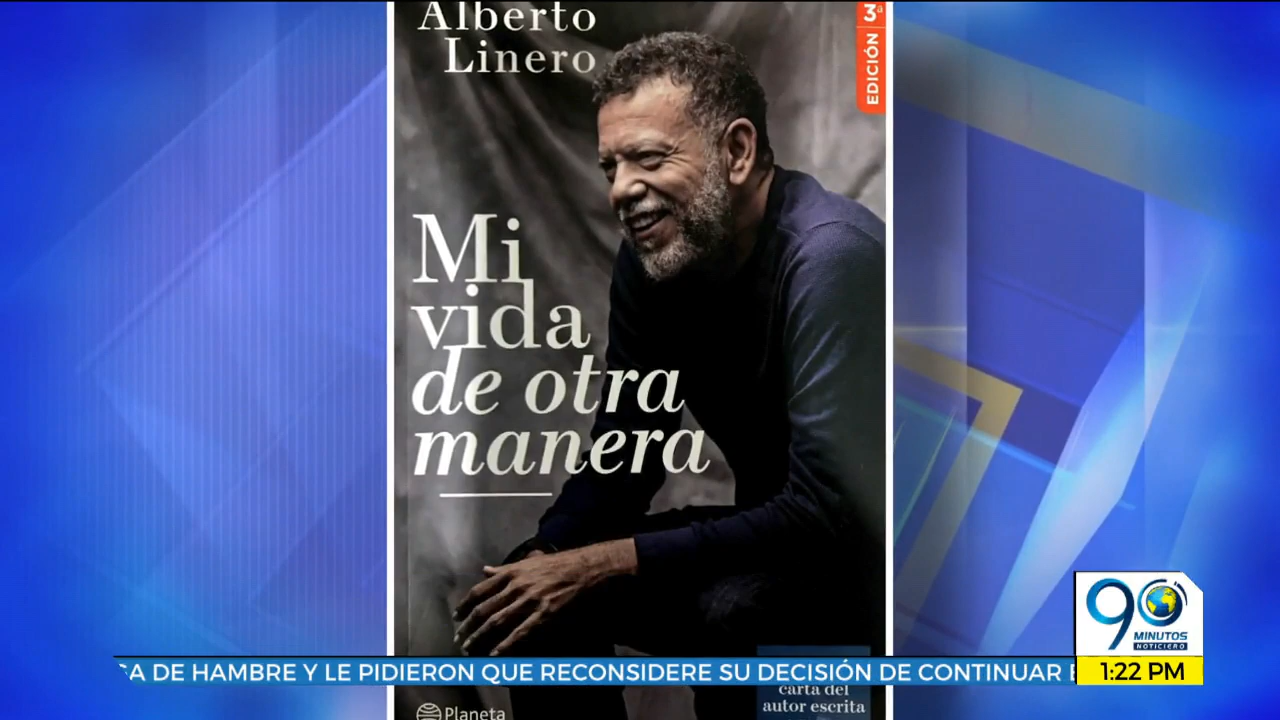 Alberto
Linero
3ª
EDICIÓN
Mi
vida
de otra
manera
90
MINUTOS
NOTICIERO
DE HAMBRE Y LE PIDIERON QUE RECONSIDERE SU DECISIÓN DE CONTINUAR
1:22 PM
carta del
autor escrita
Planeta